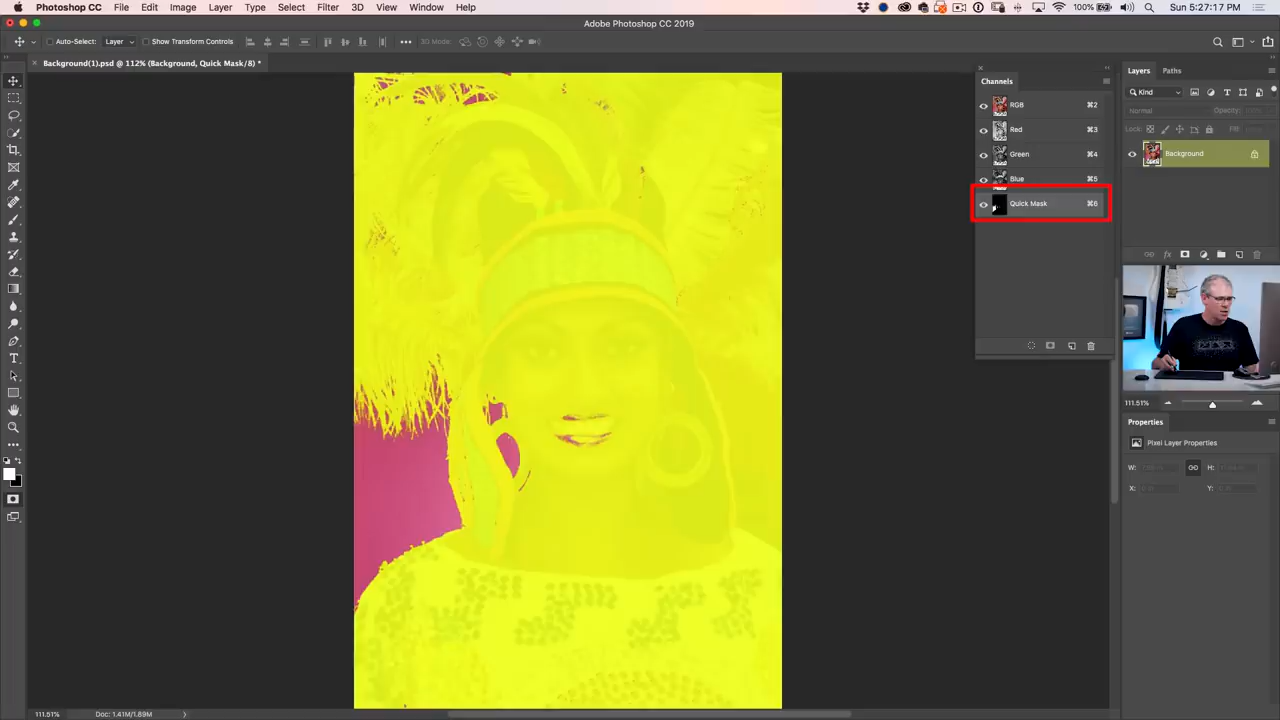 Photoshop CC File Edit Image Layer Type Select Filter 3D View Window Help 100% Sun 5:27:17 PM
Adobe Photoshop CC 2019
Auto-Select: Layer Show Transform Controls 3D Mode:
Background(1).psd @ 112% (Background, Quick Mask/8) *
Channels
RGB ⌘2
Red ⌘3
Green ⌘4
Blue ⌘5
Quick Mask ⌘6
Layers Paths
Kind
Normal Opacity:
Lock: Fill:
Background
111.51%
Properties
Pixel Layer Properties
W: H:
X: Y:
111.51% Doc: 1.41M/1.89M